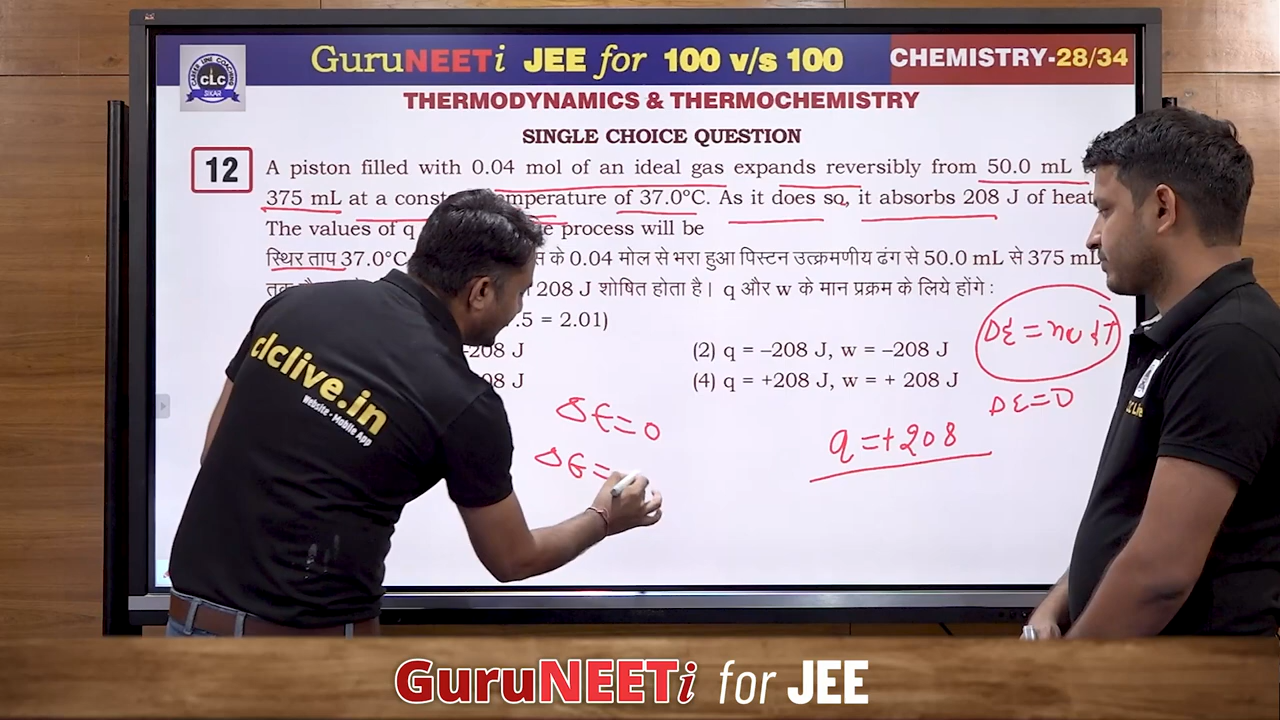 GuruNEETi JEE for 100 v/s 100
CHEMISTRY-28/34
CLC
SIKAR
THERMODYNAMICS & THERMOCHEMISTRY
SINGLE CHOICE QUESTION
12
A piston filled with 0.04 mol of an ideal gas expands reversibly from 50.0 mL
375 mL at a const mperature of 37.0°C. As it does so, it absorbs 208 J of heat
The values of q process will be
स्थिर ताप 37.0°C के 0.04 मोल से भरा हुआ पिस्टन उत्क्रमणीय ढंग से 50.0 mL से 375 mL
208 J शोषित होता है। q और w के मान प्रक्रम के लिये होंगे :
.5 = 2.01)
-208 J
(2) q = –208 J, w = –208 J
08 J
(4) q = +208 J, w = + 208 J
ΔE=0
ΔE=0
q=+208
clclive.in
Website - Mobile App
GuruNEETi for JEE